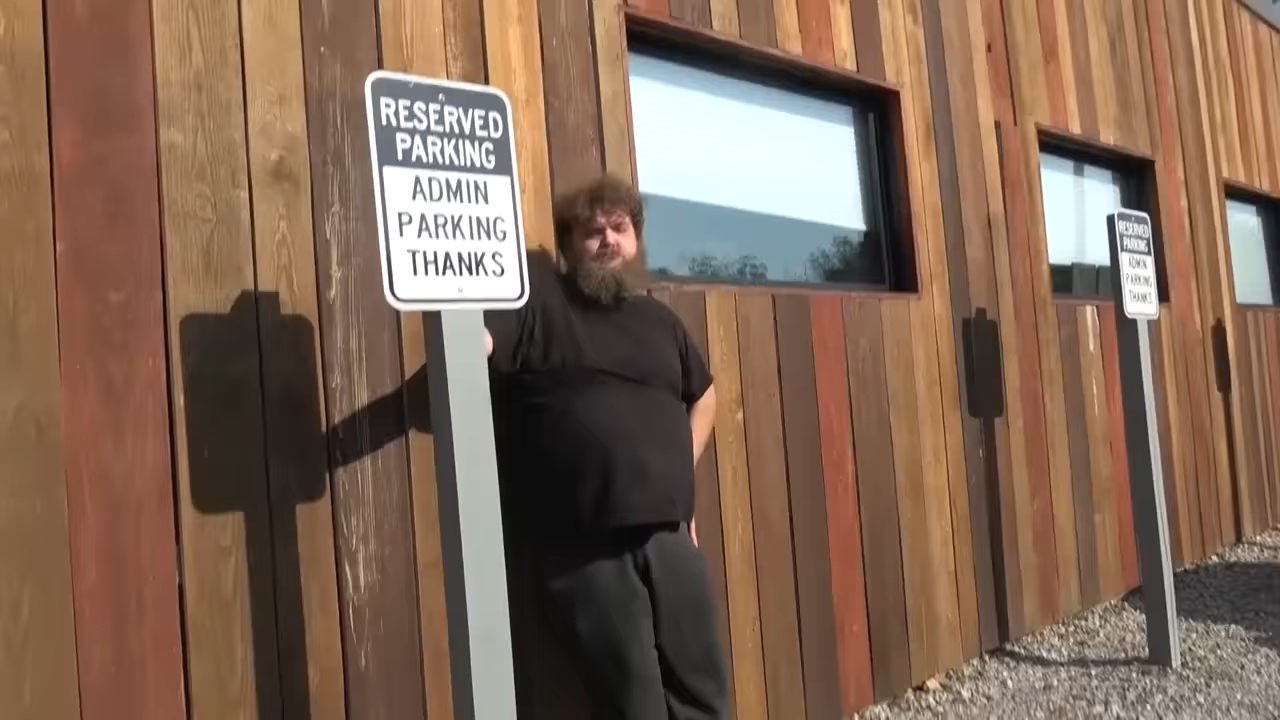 RESERVED
PARKING
ADMIN
PARKING
THANKS
RESERVED
PARKING
ADMIN
PARKING
THANKS